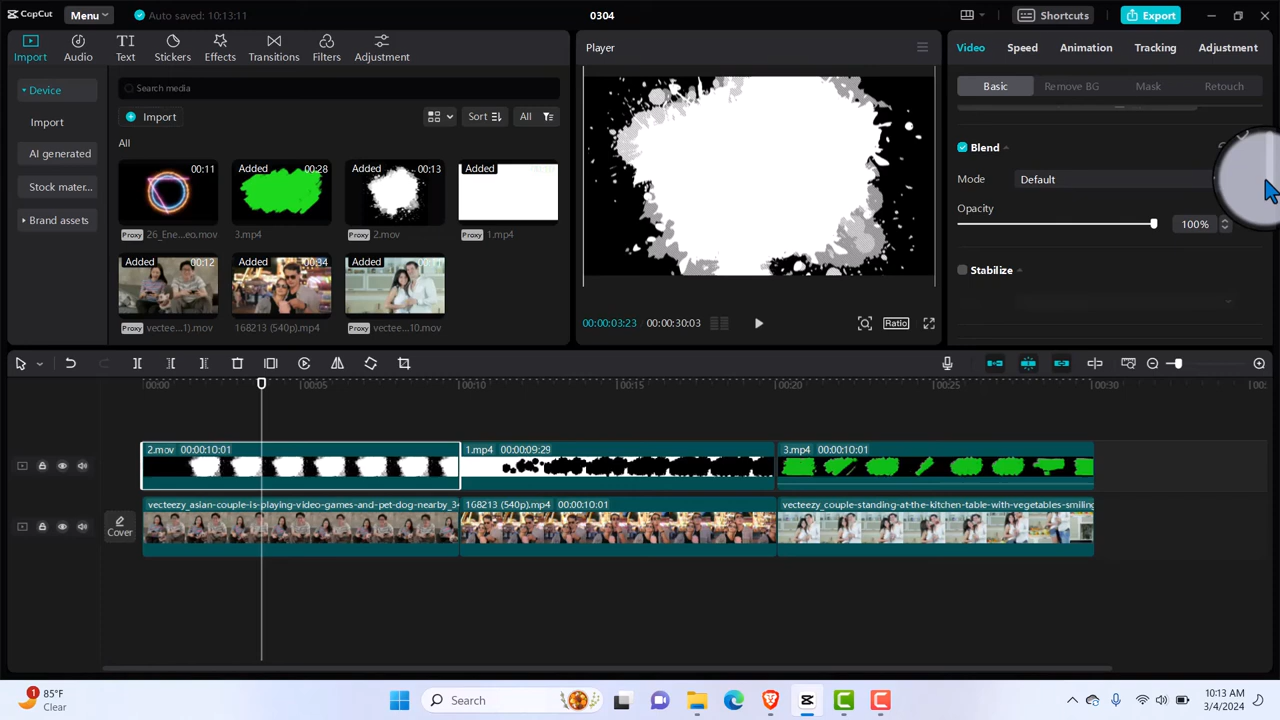 CapCut
Menu
Auto saved: 10:13:11
0304
Shortcuts
Export
Import
Audio
Text
Stickers
Effects
Transitions
Filters
Adjustment
Device
Import
AI generated
Stock mater...
Brand assets
Search media
Import
Sort
All
All
00:11
Added 00:28
Added 00:13
Added
Proxy 26_Ene...eo.mov
Proxy 3.mp4
Proxy 2.mov
Proxy 1.mp4
Added 00:12
Added 00:34
Added
Proxy vectee...1).mov
168213 (540p).mp4
Proxy vectee...10.mov
Player
00:00:03:23
00:00:30:03
Ratio
Video
Speed
Animation
Tracking
Adjustment
Basic
Remove BG
Mask
Retouch
Blend
Mode
Default
Opacity
100%
Stabilize
00:00
00:05
00:10
00:15
00:20
00:25
00:30
2.mov 00:00:10:01
1.mp4 00:00:09:29
3.mp4 00:00:10:01
Cover
vecteezy_asian-couple-is-playing-video-games-and-pet-dog-nearby_34
168213 (540p).mp4 00:00:10:01
vecteezy_couple-standing-at-the-kitchen-table-with-vegetables-smiling
1
85°F
Clear
Search
10:13 AM
3/4/2024